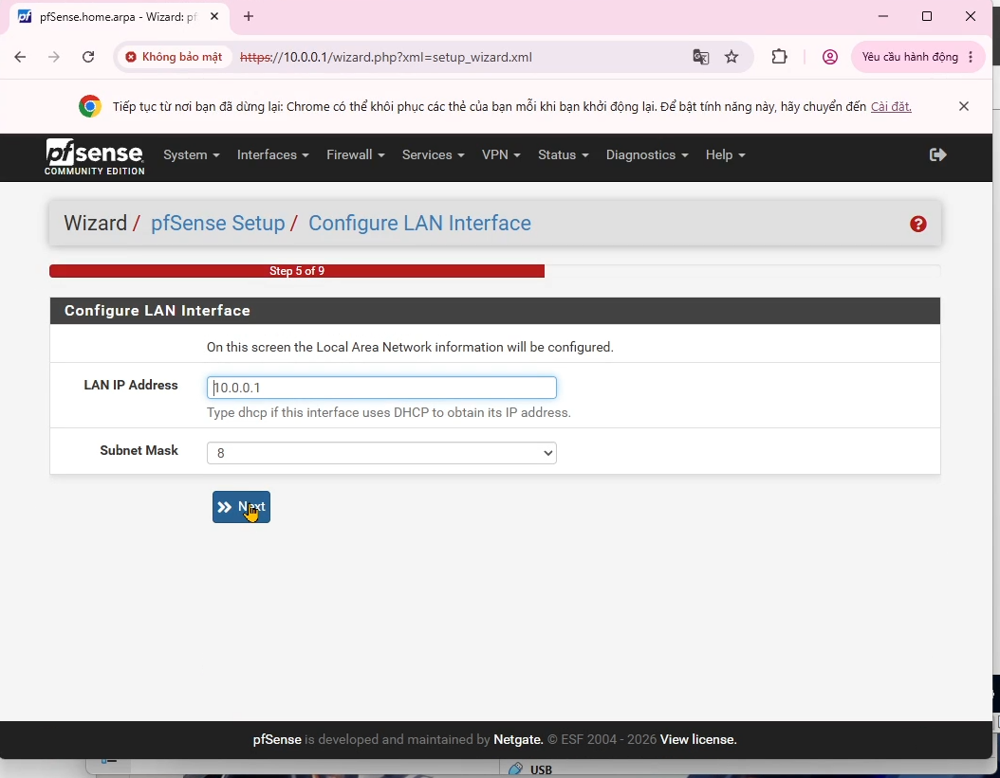 pfSense.home.arpa - Wizard: pf
Không bảo mật
https://10.0.0.1/wizard.php?xml=setup_wizard.xml
Yêu cầu hành động
Tiếp tục từ nơi bạn đã dừng lại: Chrome có thể khôi phục các thẻ của bạn mỗi khi bạn khởi động lại. Để bật tính năng này, hãy chuyển đến Cài đặt.
pfsense
COMMUNITY EDITION
System Interfaces Firewall Services VPN Status Diagnostics Help
Wizard / pfSense Setup / Configure LAN Interface
Step 5 of 9
Configure LAN Interface
On this screen the Local Area Network information will be configured.
LAN IP Address
10.0.0.1
Type dhcp if this interface uses DHCP to obtain its IP address.
Subnet Mask
8
Next
pfSense is developed and maintained by Netgate. © ESF 2004 - 2026 View license.
USB